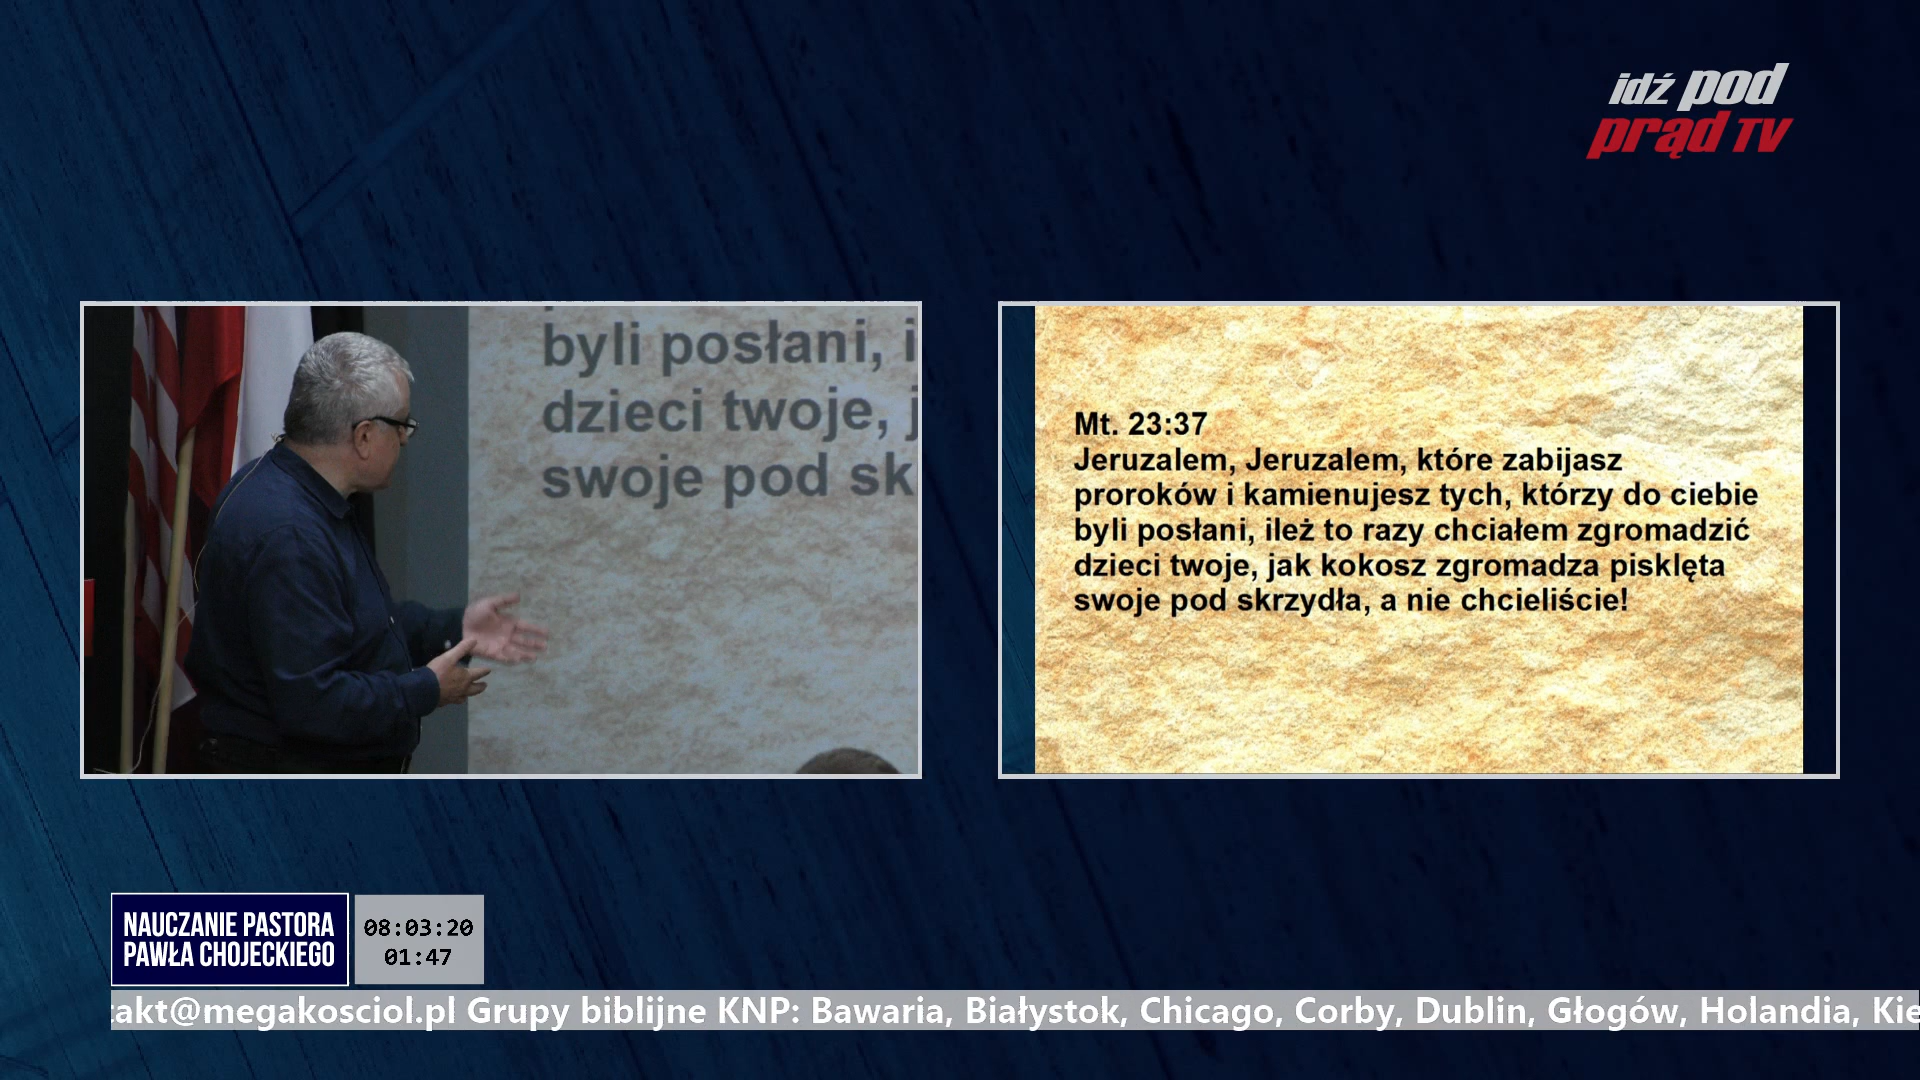 idź pod
prąd TV
byli posłani, i
dzieci twoje, j
swoje pod sk
Mt. 23:37
Jeruzalem, Jeruzalem, które zabijasz
proroków i kamienujesz tych, którzy do ciebie
byli posłani, ileż to razy chciałem zgromadzić
dzieci twoje, jak kokosz zgromadza pisklęta
swoje pod skrzydła, a nie chcieliście!
NAUCZANIE PASTORA
PAWŁA CHOJECKIEGO
08:03:20
01:47
takt@megakosciol.pl Grupy biblijne KNP: Bawaria, Białystok, Chicago, Corby, Dublin, Głogów, Holandia, Kie